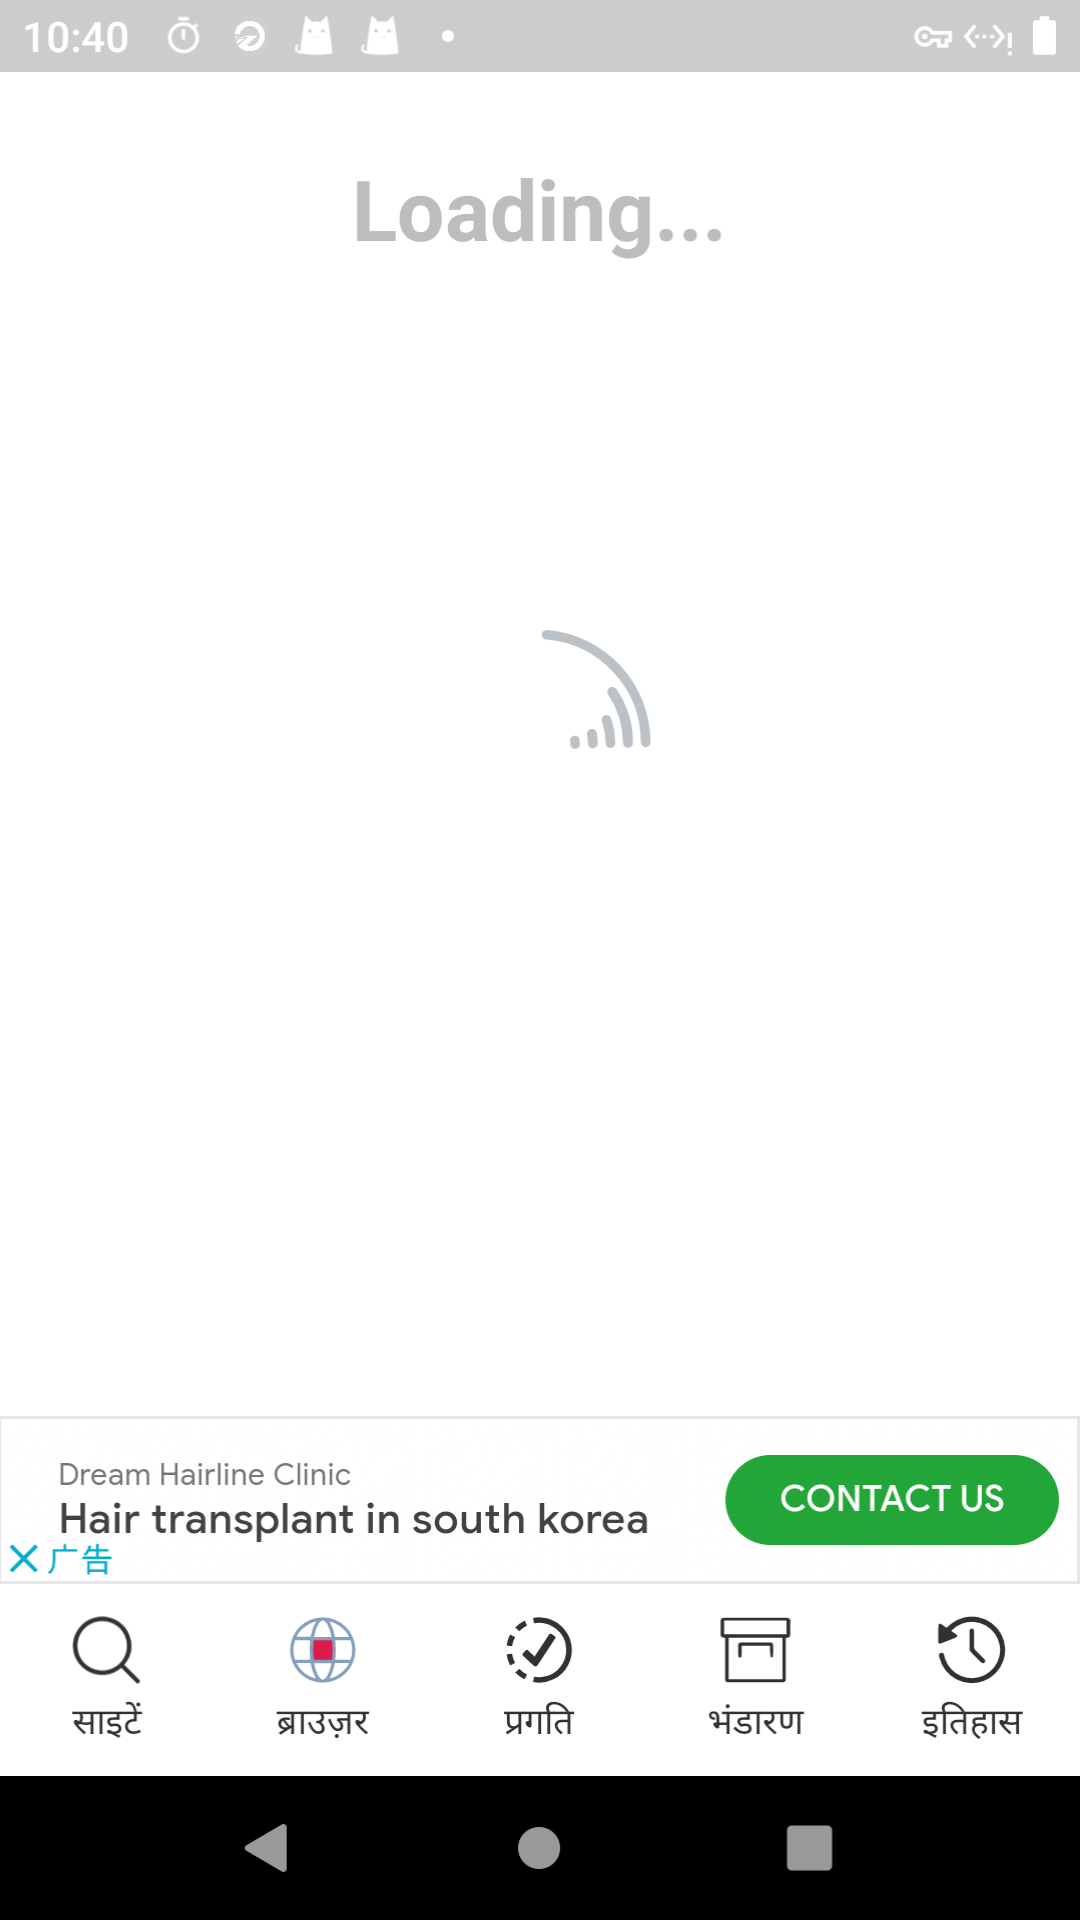 10:40
Loading...
Dream Hairline Clinic
Hair transplant in south korea
CONTACT US
广告
साइटें
ब्राउज़र
प्रगति
भंडारण
इतिहास